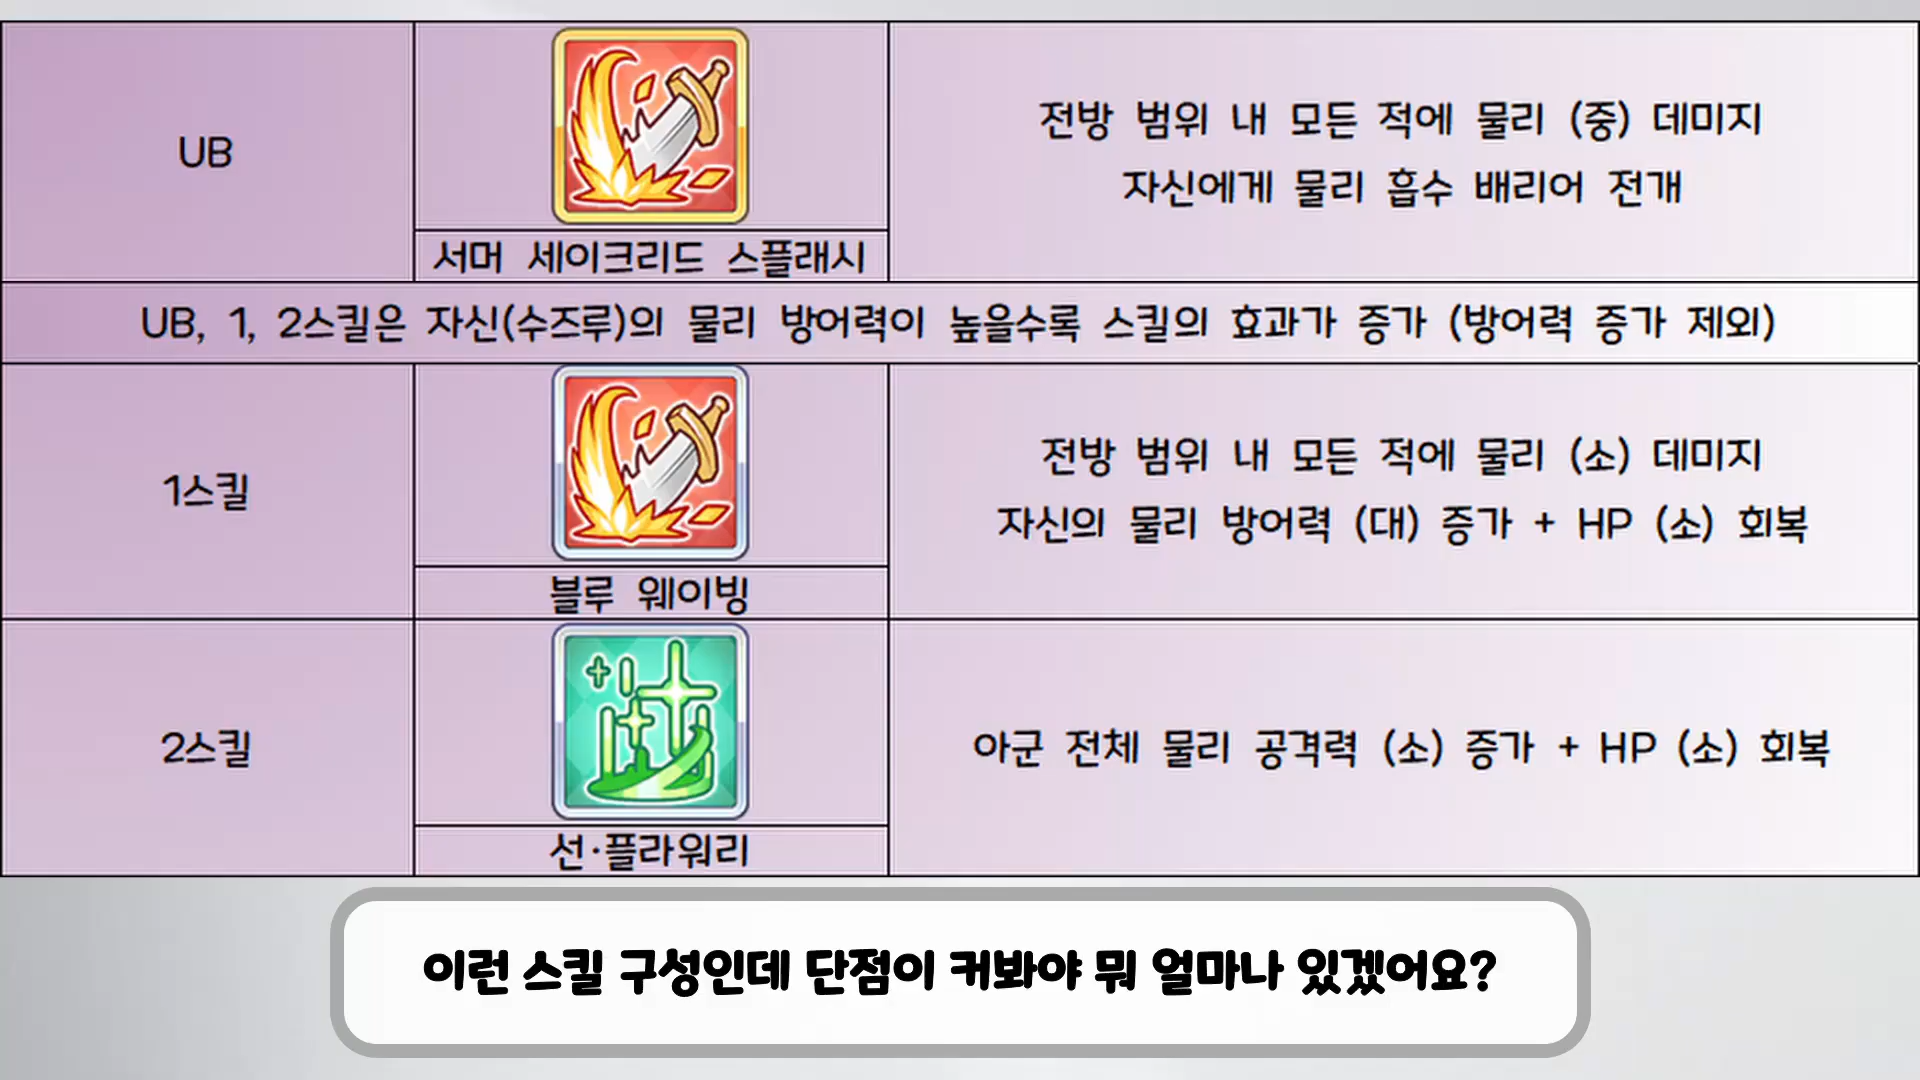 UB
전방 범위 내 모든 적에 물리 (중) 데미지
자신에게 물리 흡수 배리어 전개
서머 세이크리드 스플래시
UB, 1, 2스킬은 자신(수즈루)의 물리 방어력이 높을수록 스킬의 효과가 증가 (방어력 증가 제외)
1스킬
전방 범위 내 모든 적에 물리 (소) 데미지
자신의 물리 방어력 (대) 증가 + HP (소) 회복
블루 웨이빙
2스킬
아군 전체 물리 공격력 (소) 증가 + HP (소) 회복
선·플라워리
이런 스킬 구성인데 단점이 커봐야 뭐 얼마나 있겠어요?